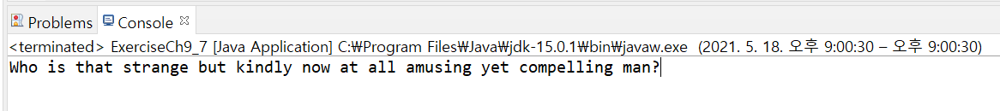 Problems Console
<terminated> ExerciseCh9_7 [Java Application] C:₩Program Files₩Java₩jdk-15.0.1₩bin₩javaw.exe (2021. 5. 18. 오후 9:00:30 – 오후 9:00:30)
Who is that strange but kindly now at all amusing yet compelling man?